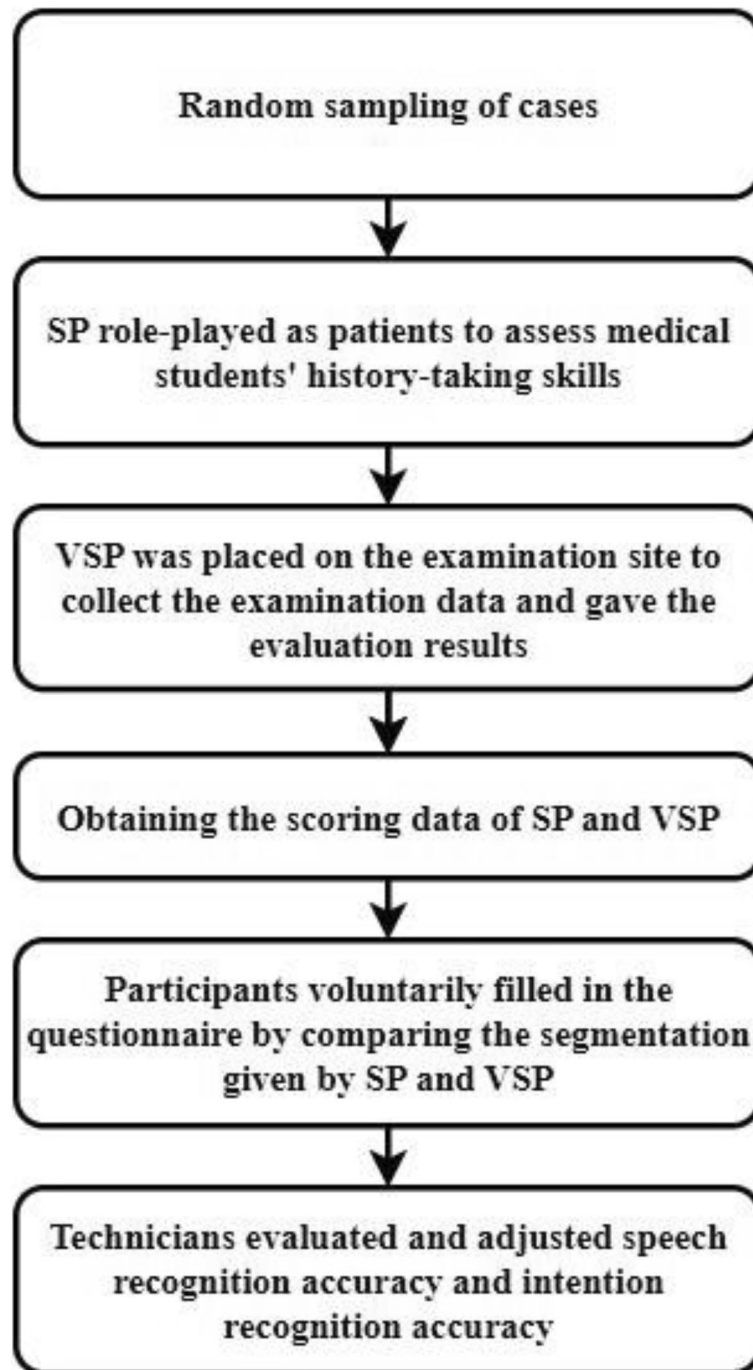 Random sampling of cases
SP role-played as patients to assess medical
students' history-taking skills
VSP was placed on the examination site to
collect the examination data and gave the
evaluation results
Obtaining the scoring data of SP and VSP
Participants voluntarily filled in the
questionnaire by comparing the segmentation
given by SP and VSP
Technicians evaluated and adjusted speech
recognition accuracy and intention
recognition accuracy